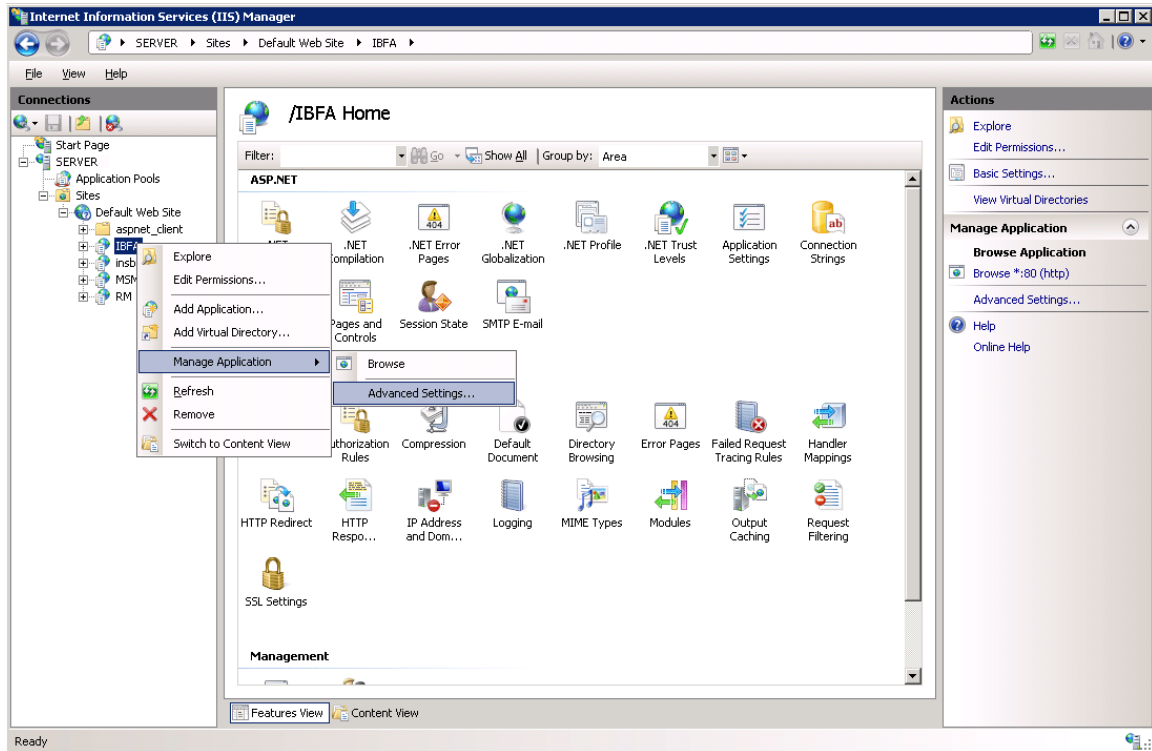 Internet Information Services (IIS) Manager
SERVER Sites Default Web Site IBFA
File View Help
Connections
Start Page
SERVER
Application Pools
Sites
Default Web Site
aspnet_client
IBFA
insb
MSM
RM
Explore
Edit Permissions...
Add Application...
Add Virtual Directory...
Manage Application
Refresh
Remove
Switch to Content View
Browse
Advanced Settings...
/IBFA Home
Filter: Go Show All Group by: Area
ASP.NET
.NET Error Pages
.NET
Globalization
.NET Profile
.NET Trust
Levels
Application
Settings
Connection
Strings
Pages and
Controls
Session State
SMTP E-mail
Rules
Compression
Default
Document
Directory
Browsing
Error Pages
Failed Request
Tracing Rules
Handler
Mappings
HTTP Redirect
HTTP
Respo...
IP Address
and Dom...
Logging
MIME Types
Modules
Output
Caching
Request
Filtering
SSL Settings
Management
Features View Content View
Actions
Explore
Edit Permissions...
Basic Settings...
View Virtual Directories
Manage Application
Browse Application
Browse *:80 (http)
Advanced Settings...
Help
Online Help
Ready